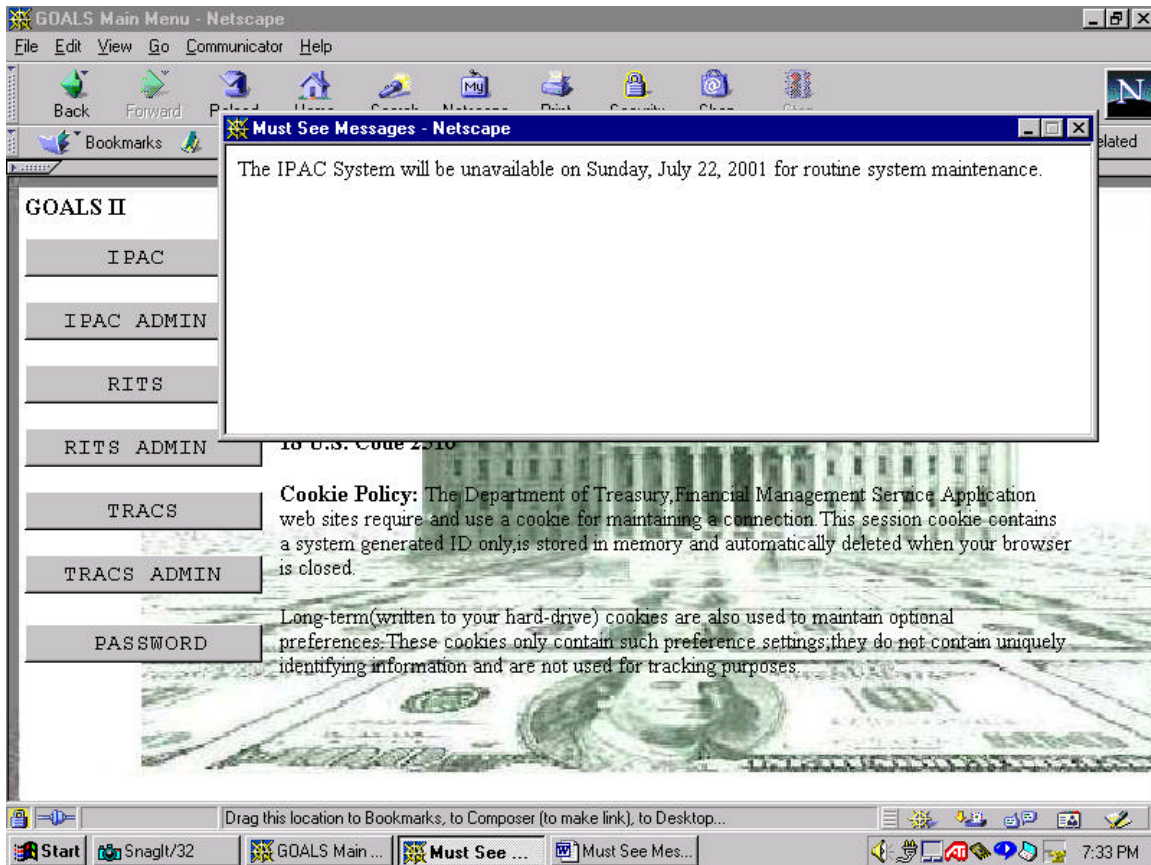 GOALS Main Menu - Netscape
File Edit View Go Communicator Help
Back Forward
Bookmarks
elated
Must See Messages - Netscape
The IPAC System will be unavailable on Sunday, July 22, 2001 for routine system maintenance.
GOALS II
IPAC
IPAC ADMIN
RITS
RITS ADMIN
TRACS
TRACS ADMIN
PASSWORD
18 U.S. Code 2510
Cookie Policy: The Department of Treasury,Financial Management Service Application
web sites require and use a cookie for maintaining a connection.This session cookie contains
a system generated ID only,is stored in memory and automatically deleted when your browser
is closed.
Long-term(written to your hard-drive) cookies are also used to maintain optional
preferences.These cookies only contain such preference settings;they do not contain uniquely
identifying information and are not used for tracking purposes.
Drag this location to Bookmarks, to Composer (to make link), to Desktop...
Start SnagIt/32 GOALS Main ... Must See ... Must See Mes... 7:33 PM